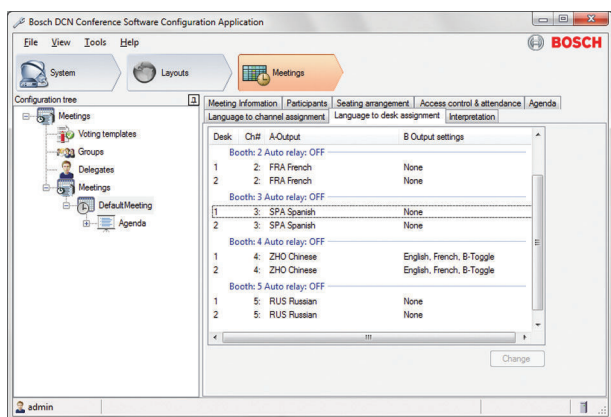 Bosch DCN Conference Software Configuration Application
File View Tools Help
BOSCH
System Layouts Meetings
Configuration tree
Meetings
Voting templates
Groups
Delegates
Meetings
DefaultMeeting
Agenda
Meeting Information Participants Seating arrangement Access control & attendance Agenda
Language to channel assignment Language to desk assignment Interpretation
Desk Ch# A-Output B Output settings
Booth: 2 Auto relay: OFF
1 2: FRA French None
2 2: FRA French None
Booth: 3 Auto relay: OFF
1 3: SPA Spanish None
2 3: SPA Spanish None
Booth: 4 Auto relay: OFF
1 4: ZHO Chinese English, French, B-Toggle
2 4: ZHO Chinese English, French, B-Toggle
Booth: 5 Auto relay: OFF
1 5: RUS Russian None
2 5: RUS Russian None
Change
admin